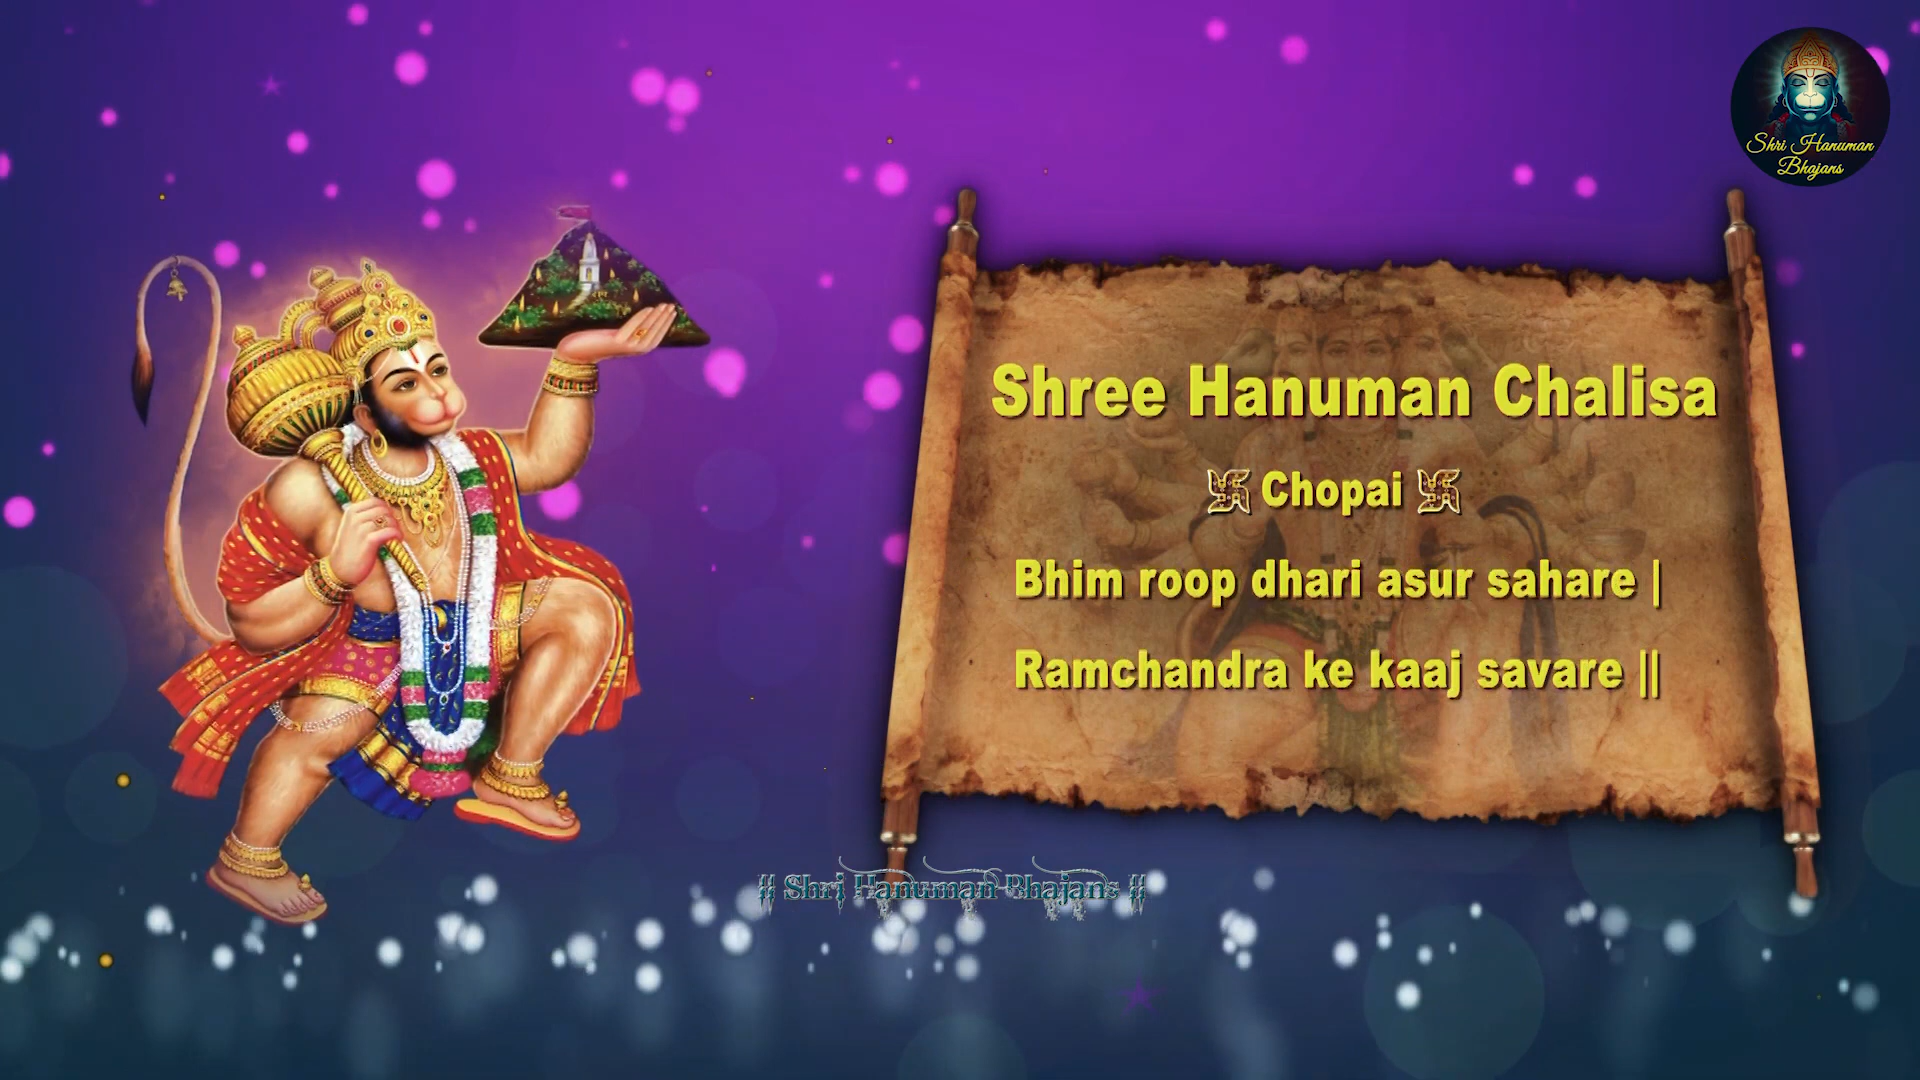 Shri Hanuman
Bhajans
Shree Hanuman Chalisa
卐 Chopai 卐
Bhim roop dhari asur sahare |
Ramchandra ke kaaj savare ||
|| Shri Hanuman Bhajans ||